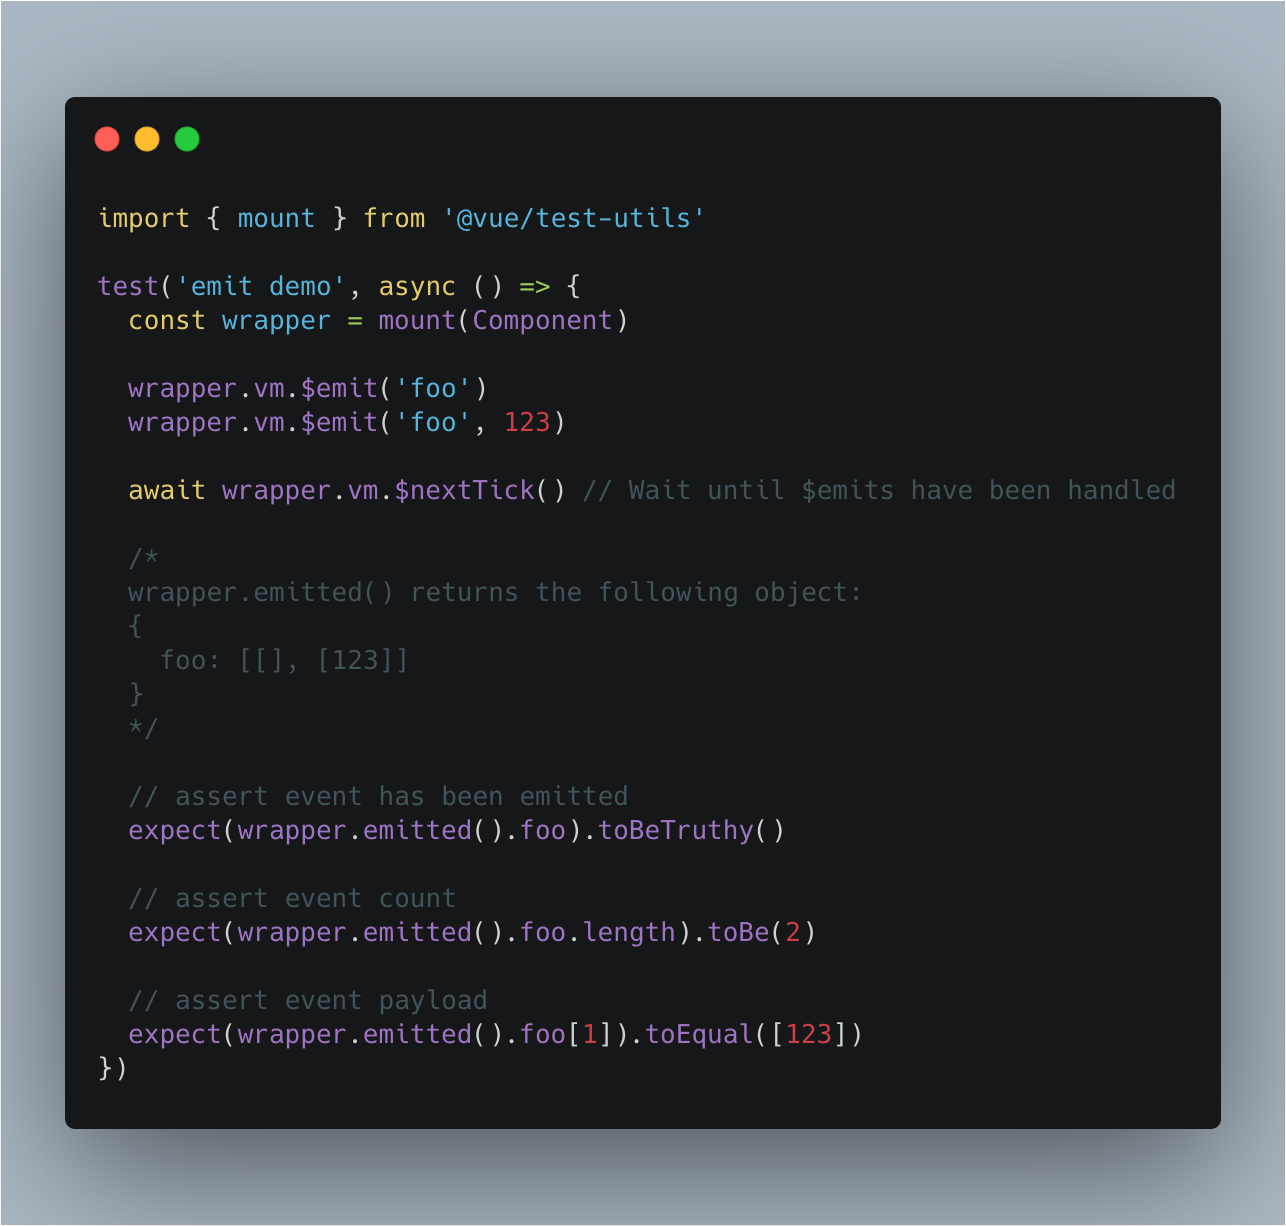 import { mount } from '@vue/test-utils'

test('emit demo', async () => {
  const wrapper = mount(Component)

  wrapper.vm.$emit('foo')
  wrapper.vm.$emit('foo', 123)

  await wrapper.vm.$nextTick() // Wait until $emits have been handled

  /*
  wrapper.emitted() returns the following object:
  {
    foo: [[], [123]]
  }
  */

  // assert event has been emitted
  expect(wrapper.emitted().foo).toBeTruthy()

  // assert event count
  expect(wrapper.emitted().foo.length).toBe(2)

  // assert event payload
  expect(wrapper.emitted().foo[1]).toEqual([123])
})